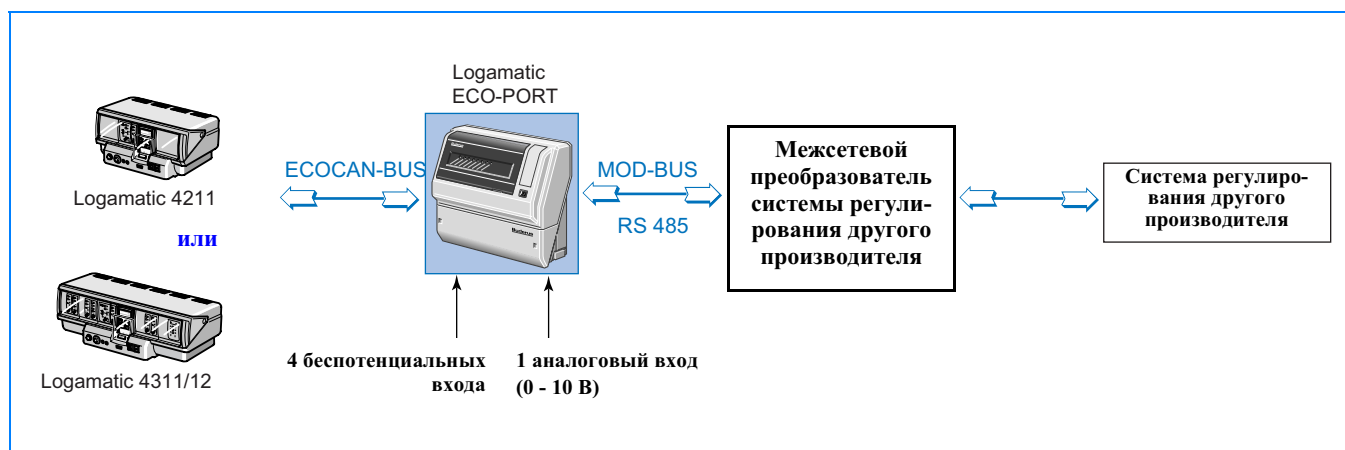 Logamatic
ECO-PORT
Logamatic 4211
или
Logamatic 4311/12
ECOCAN-BUS
Buderus
MOD-BUS
RS 485
4 беспотенциальных
входа
1 аналоговый вход
(0 - 10 В)
Межсетевой
преобразователь
системы регули-
рования другого
производителя
Система регулиро-
вания другого
производителя